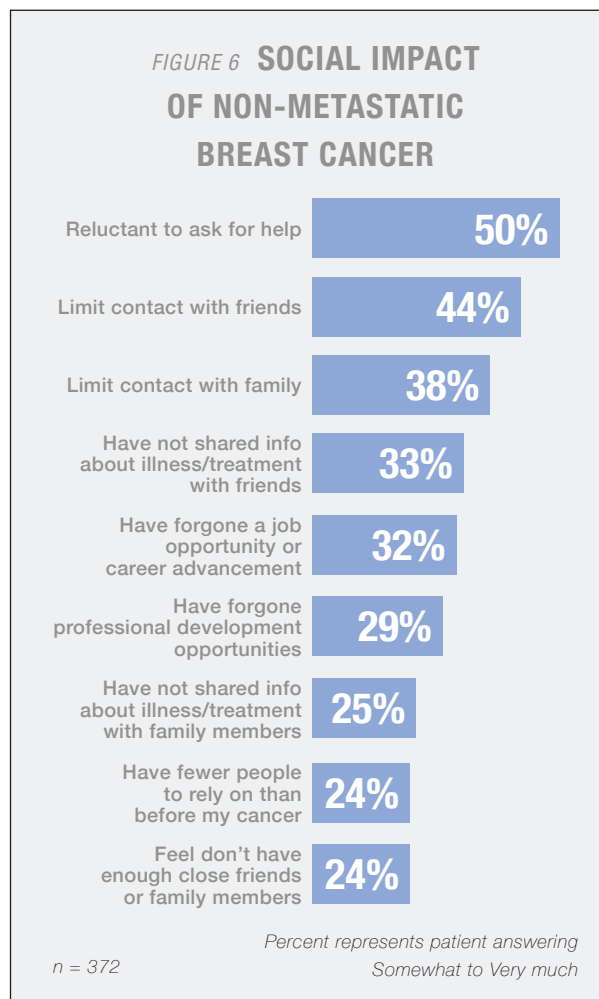 FIGURE 6 SOCIAL IMPACT
OF NON-METASTATIC
BREAST CANCER
Reluctant to ask for help
50%
Limit contact with friends
44%
Limit contact with family
38%
Have not shared info
about illness/treatment
with friends
33%
Have forgone a job
opportunity or
career advancement
32%
Have forgone
professional development
opportunities
29%
Have not shared info
about illness/treatment
with family members
25%
Have fewer people
to rely on than
before my cancer
24%
Feel don't have
enough close friends
or family members
24%
n = 372
Percent represents patient answering
Somewhat to Very much